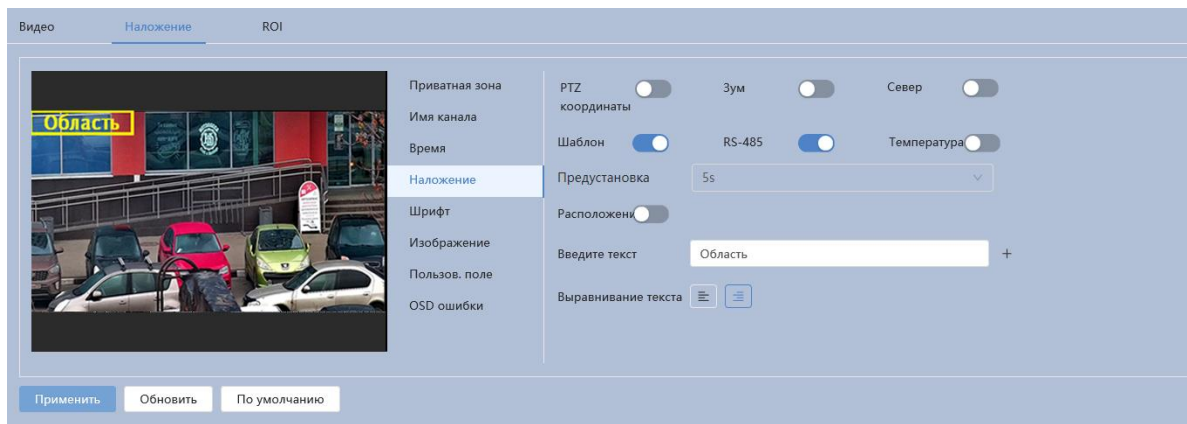 Видео Наложение ROI
Область
Приватная зона
Имя канала
Время
Наложение
Шрифт
Изображение
Пользов. поле
OSD ошибки
PTZ координаты Зум Север
Шаблон RS-485 Температура
Предустановка 5s
Расположени
Введите текст Область +
Выравнивание текста
Применить Обновить По умолчанию